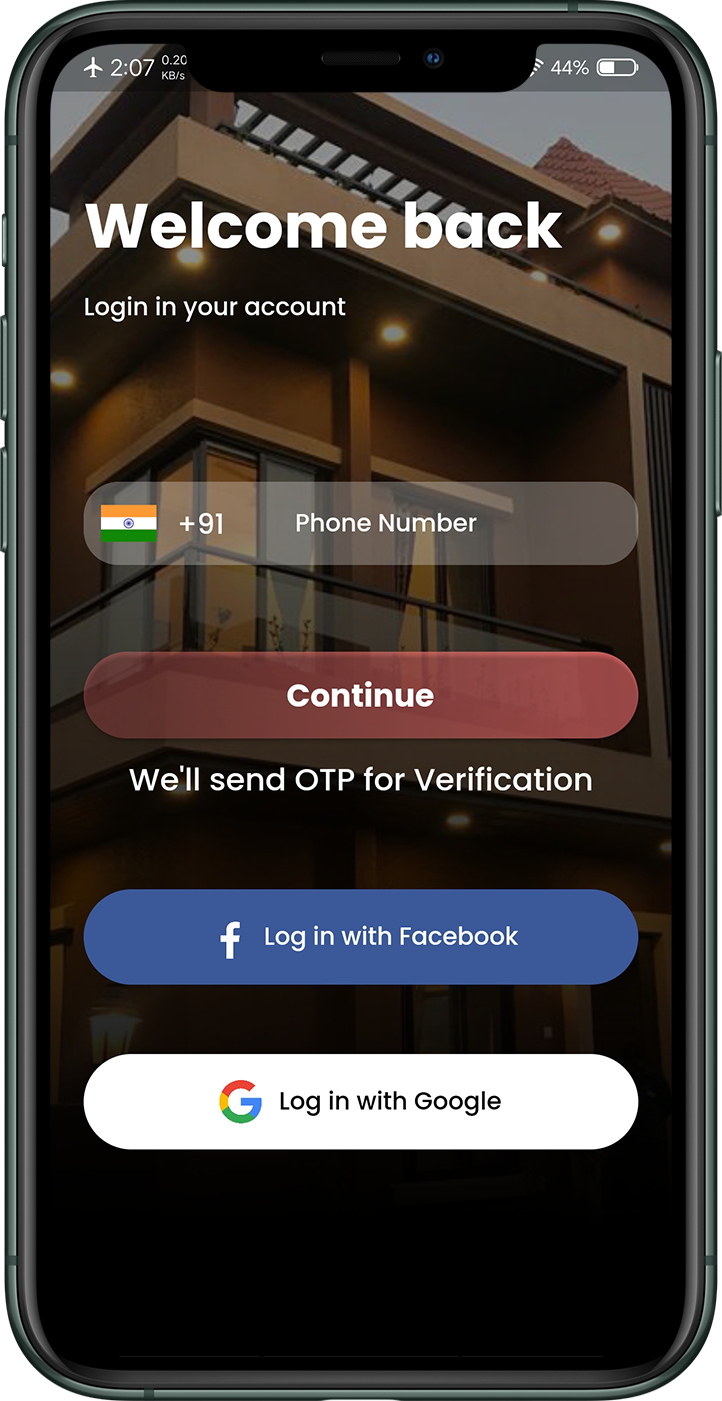 2:07 0.20
KB/s
44%
Welcome back
Login in your account
+91 Phone Number
Continue
We'll send OTP for Verification
Log in with Facebook
Log in with Google